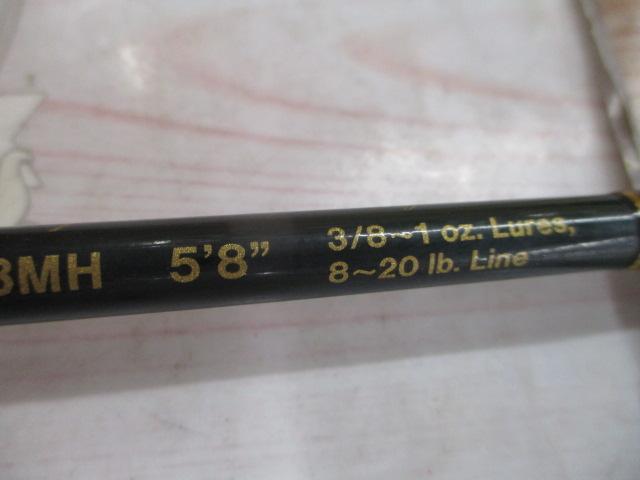 8MH 5'8" 3/8~1 oz. Lures,
8~20 lb. Line